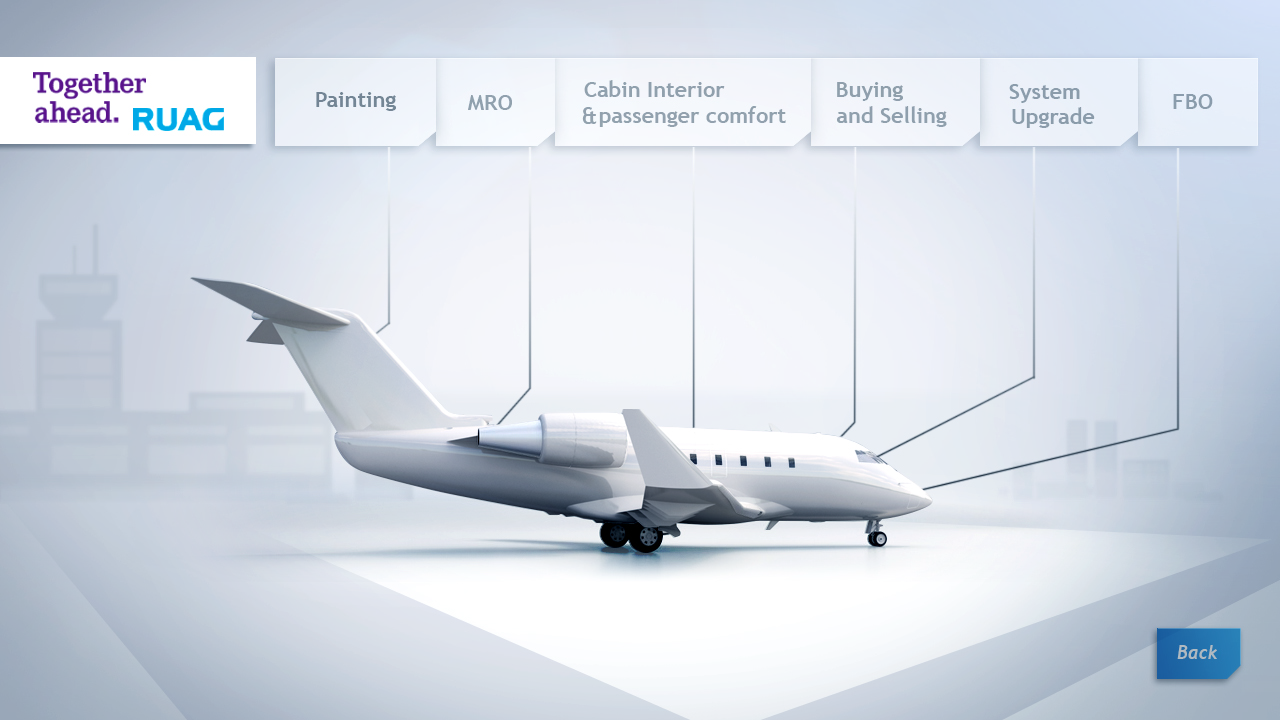 Together
ahead. RUAG
Painting
MRO
Cabin Interior
&passenger comfort
Buying
and Selling
System
Upgrade
FBO
Back